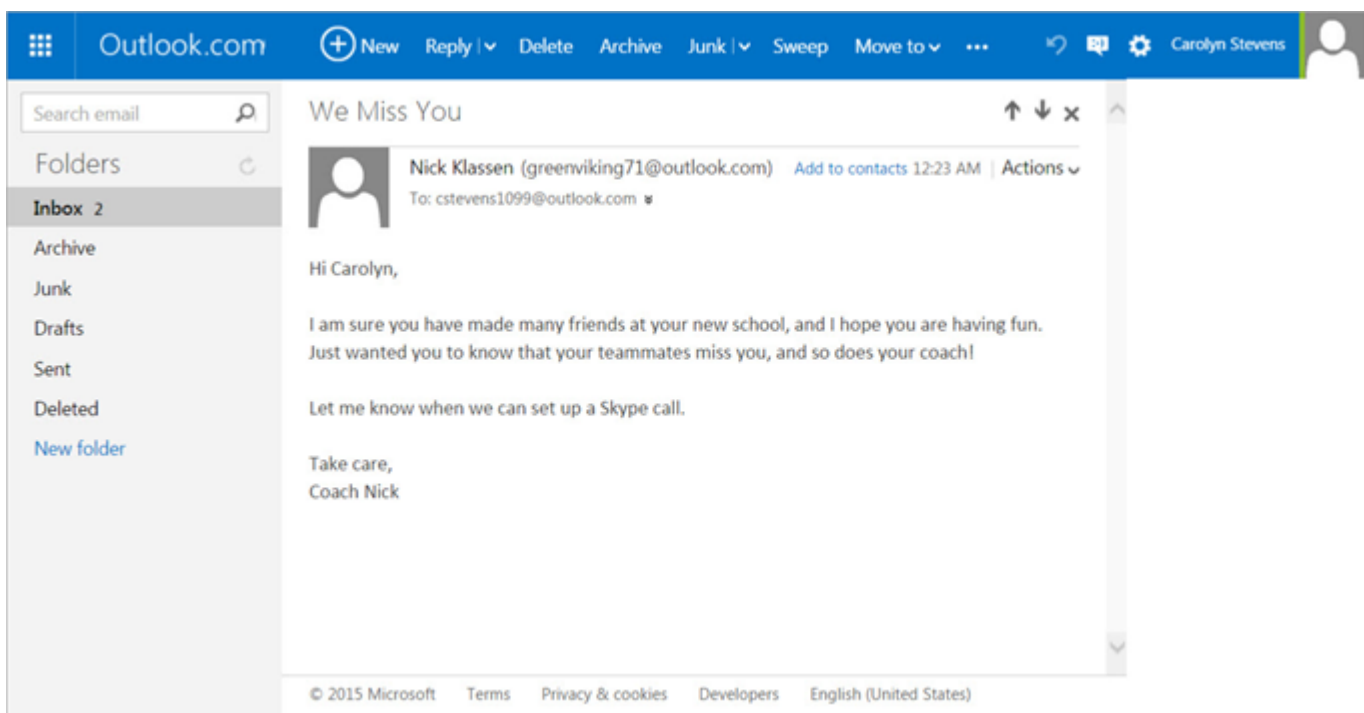 Outlook.com New Reply Delete Archive Junk Sweep Move to ... Carolyn Stevens
Search email
Folders
Inbox 2
Archive
Junk
Drafts
Sent
Deleted
New folder
We Miss You
Nick Klassen (greenviking71@outlook.com) Add to contacts 12:23 AM | Actions
To: cstevens1099@outlook.com
Hi Carolyn,
I am sure you have made many friends at your new school, and I hope you are having fun.
Just wanted you to know that your teammates miss you, and so does your coach!
Let me know when we can set up a Skype call.
Take care,
Coach Nick
© 2015 Microsoft Terms Privacy & cookies Developers English (United States)